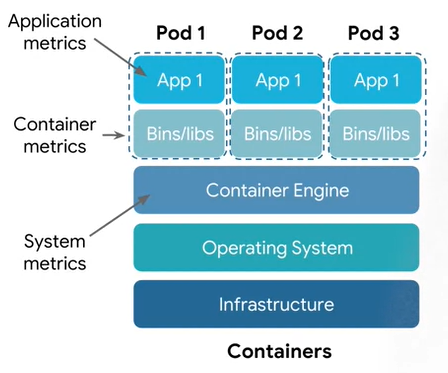 Application
metrics
Pod 1
Pod 2
Pod 3
App 1
App 1
App 1
Container
metrics
Bins/libs
Bins/libs
Bins/libs
Container Engine
System
metrics
Operating System
Infrastructure
Containers